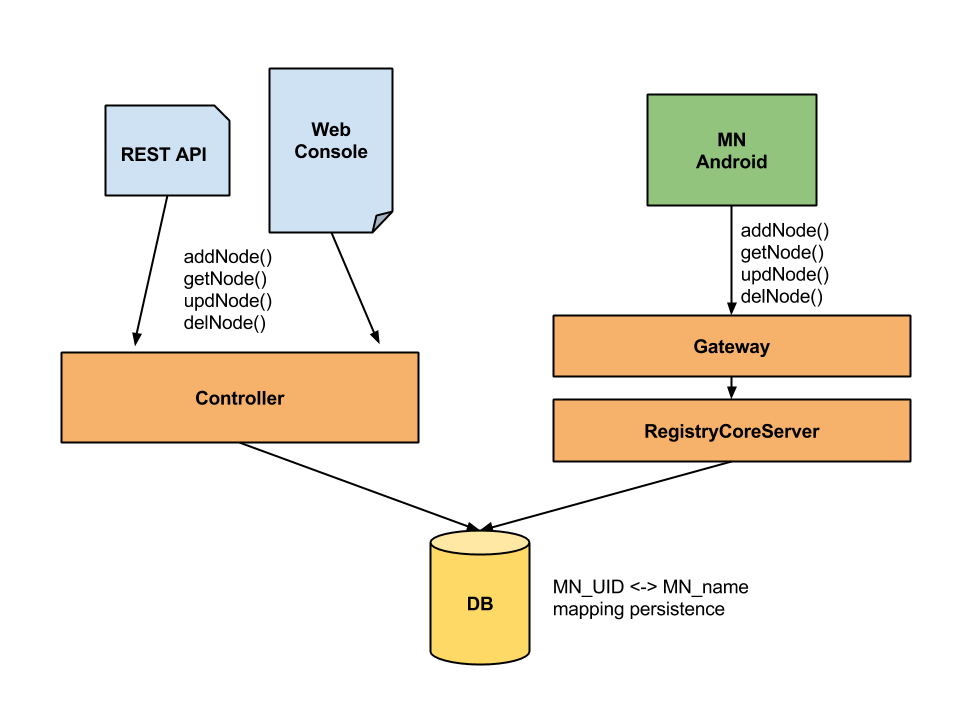 REST API
Web
Console
MN
Android
addNode()
getNode()
updNode()
delNode()
addNode()
getNode()
updNode()
delNode()
Controller
Gateway
RegistryCoreServer
DB
MN_UID <-> MN_name
mapping persistence